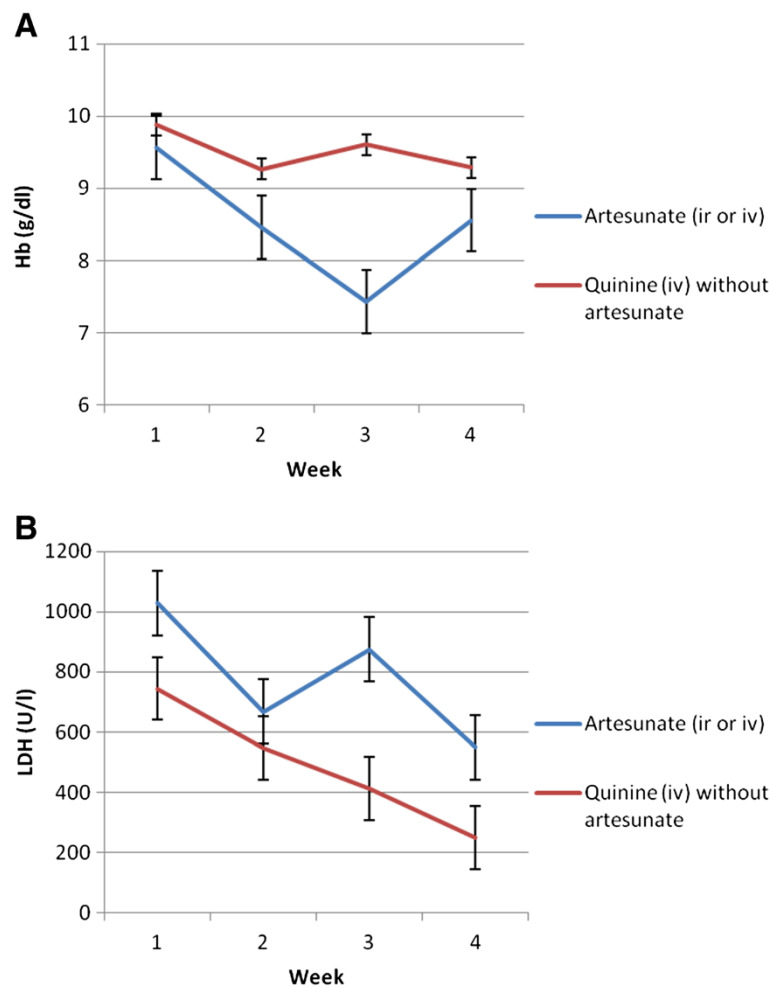 A
11
10
9
8
7
6
Hb (g/dl)
1 2 3 4
Week
Artesunate (ir or iv)
Quinine (iv) without
artesunate
B
1200
1000
800
600
400
200
0
LDH (U/l)
1 2 3 4
Week
Artesunate (ir or iv)
Quinine (iv) without
artesunate